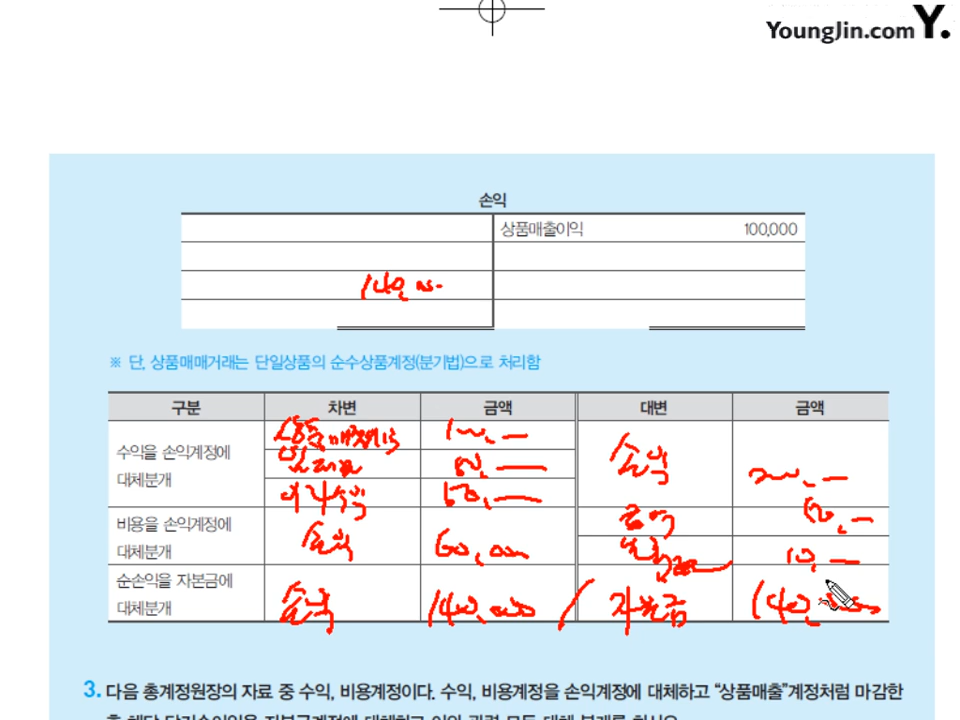 YoungJin.com Y.
손익
상품매출이익 100,000
140,000-
※ 단, 상품매매거래는 단일상품의 순수상품계정(분기법)으로 처리함
구분 차변 금액 대변 금액
수익을 손익계정에
대체분개
상품매출이익 100,-
손익 200,-
임대료
이자수익 50,-
비용을 손익계정에
대체분개
손익 60,000
급여
10,-
순손익을 자본금에
대체분개
손익 140,000 / 자본금 140,000
3. 다음 총계정원장의 자료 중 수익, 비용계정이다. 수익, 비용계정을 손익계정에 대체하고 “상품매출”계정처럼 마감한